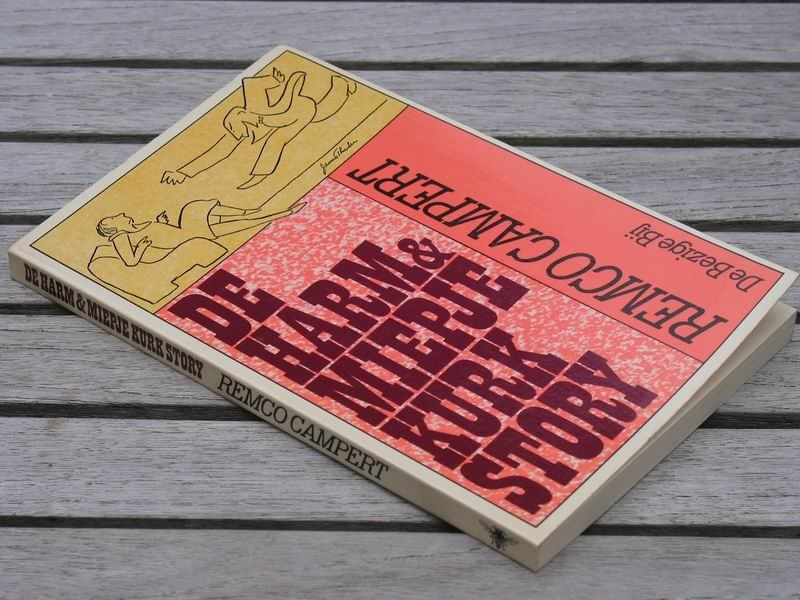 REMCO CAMPERT
De Bezige Bij
DE
HARM &
MIEPJE
KURK
STORY
DE HARM & MIEPJE KURK STORY
REMCO CAMPERT